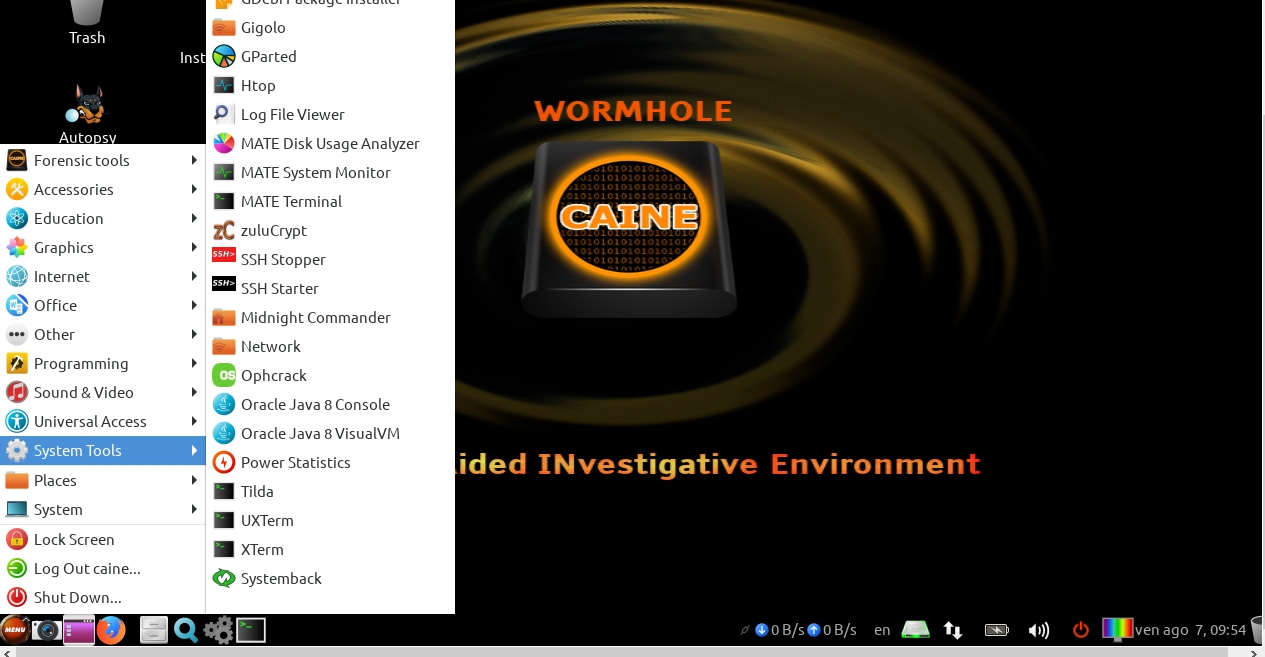 Trash
Inst
Autopsy
Forensic tools
Accessories
Education
Graphics
Internet
Office
Other
Programming
Sound & Video
Universal Access
System Tools
Places
System
Lock Screen
Log Out caine...
Shut Down...
GDebi Package Installer
Gigolo
GParted
Htop
Log File Viewer
MATE Disk Usage Analyzer
MATE System Monitor
MATE Terminal
zuluCrypt
SSH Stopper
SSH Starter
Midnight Commander
Network
Ophcrack
Oracle Java 8 Console
Oracle Java 8 VisualVM
Power Statistics
Tilda
UXTerm
XTerm
Systemback
WORMHOLE
CAINE
Aided INvestigative Environment
MENU
0 B/s 0 B/s en ven ago 7, 09:54